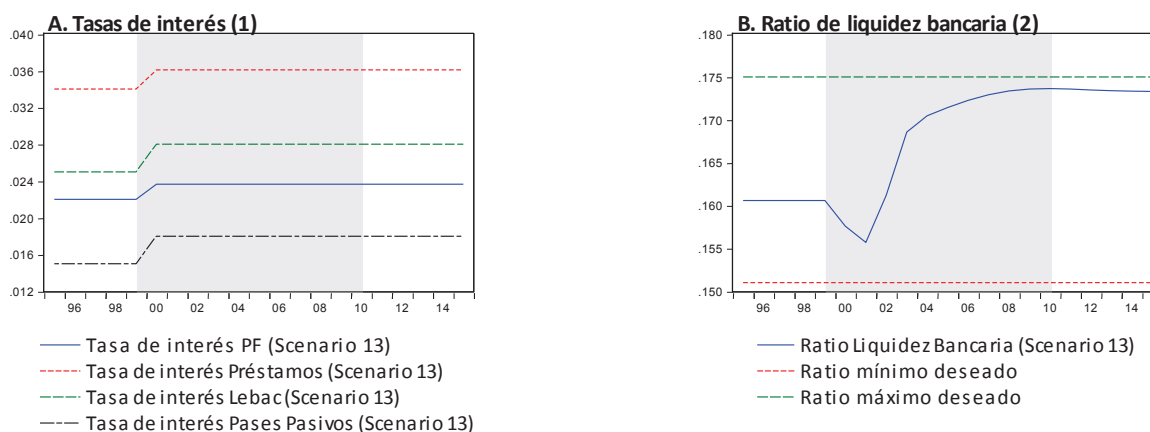 A. Tasas de interés (1)
.040
.036
.032
.028
.024
.020
.016
.012
96 98 00 02 04 06 08 10 12 14
Tasa de interés PF (Scenario 13)
Tasa de interés Préstamos (Scenario 13)
Tasa de interés Lebac (Scenario 13)
Tasa de interés Pases Pasivos (Scenario 13)
B. Ratio de liquidez bancaria (2)
.180
.175
.170
.165
.160
.155
.150
96 98 00 02 04 06 08 10 12 14
Ratio Liquidez Bancaria (Scenario 13)
Ratio mínimo deseado
Ratio máximo deseado